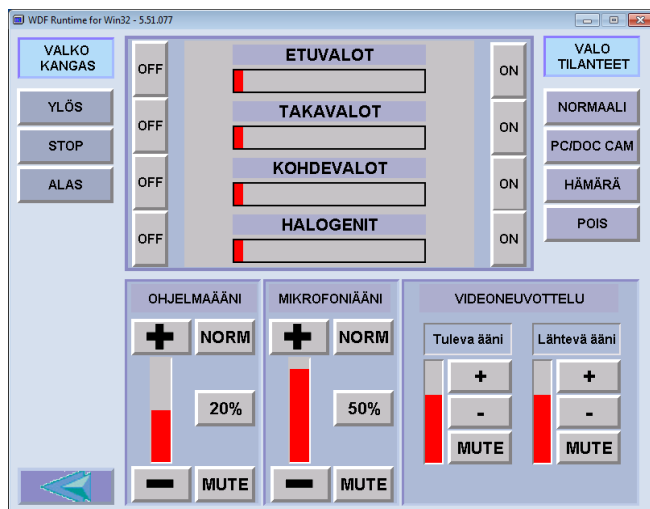 WDF Runtime for Win32 - 5.51.077
VALKO
KANGAS
YLÖS
STOP
ALAS
ETUVALOT
OFF
ON
TAKAVALOT
OFF
ON
KOHDEVALOT
OFF
ON
HALOGENIT
OFF
ON
VALO
TILANTEET
NORMAALI
PC/DOC CAM
HÄMÄRÄ
POIS
OHJELMAÄÄNI
+ NORM
20%
- MUTE
MIKROFONIÄÄNI
+ NORM
50%
- MUTE
VIDEONEUVOTTELU
Tuleva ääni
+
-
MUTE
Lähtevä ääni
+
-
MUTE